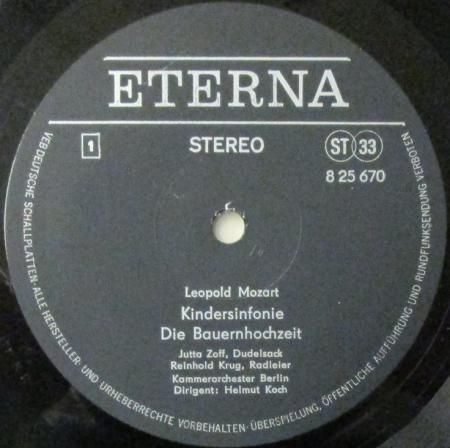 ETERNA
1
STEREO
ST 33
8 25 670
Leopold Mozart
Kindersinfonie
Die Bauernhochzeit
Jutta Zoff, Dudelsack
Reinhold Krug, Radleier
Kammerorchester Berlin
Dirigent: Helmut Koch
VEB DEUTSCHE SCHALLPLATTEN·ALLE HERSTELLER- UND URHEBERRECHTE VORBEHALTEN·ÜBERSPIELUNG, ÖFFENTLICHE AUFFÜHRUNG UND RUNDFUNKSENDUNG VERBOTEN